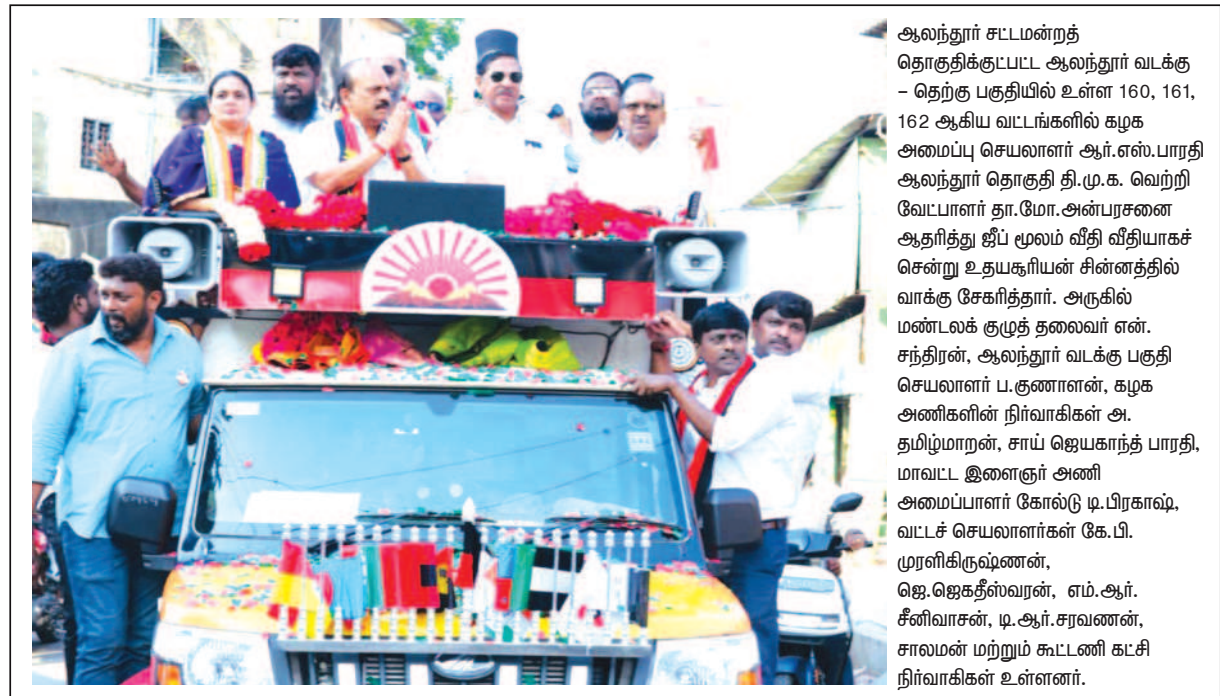 ஆலந்தூர் சட்டமன்றத்
தொகுதிக்குட்பட்ட ஆலந்தூர் வடக்கு
– தெற்கு பகுதியில் உள்ள 160, 161,
162 ஆகிய வட்டங்களில் கழக
அமைப்பு செயலாளர் ஆர்.எஸ்.பாரதி
ஆலந்தூர் தொகுதி தி.மு.க. வெற்றி
வேட்பாளர் தா.மோ.அன்பரசனை
ஆதரித்து ஜீப் மூலம் வீதி வீதியாகச்
சென்று உதயசூரியன் சின்னத்தில்
வாக்கு சேகரித்தார். அருகில்
மண்டலக் குழுத் தலைவர் என்.
சந்திரன், ஆலந்தூர் வடக்கு பகுதி
செயலாளர் ப.குணாளன், கழக
அணிகளின் நிர்வாகிகள் அ.
தமிழ்மாறன், சாய் ஜெயகாந்த் பாரதி,
மாவட்ட இளைஞர் அணி
அமைப்பாளர் கோல்டு டி.பிரகாஷ்,
வட்டச் செயலாளர்கள் கே.பி.
முரளிகிருஷ்ணன்,
ஜெ.ஜெகதீஸ்வரன், எம்.ஆர்.
சீனிவாசன், டி.ஆர்.சரவணன்,
சாலமன் மற்றும் கூட்டணி கட்சி
நிர்வாகிகள் உள்ளனர்.